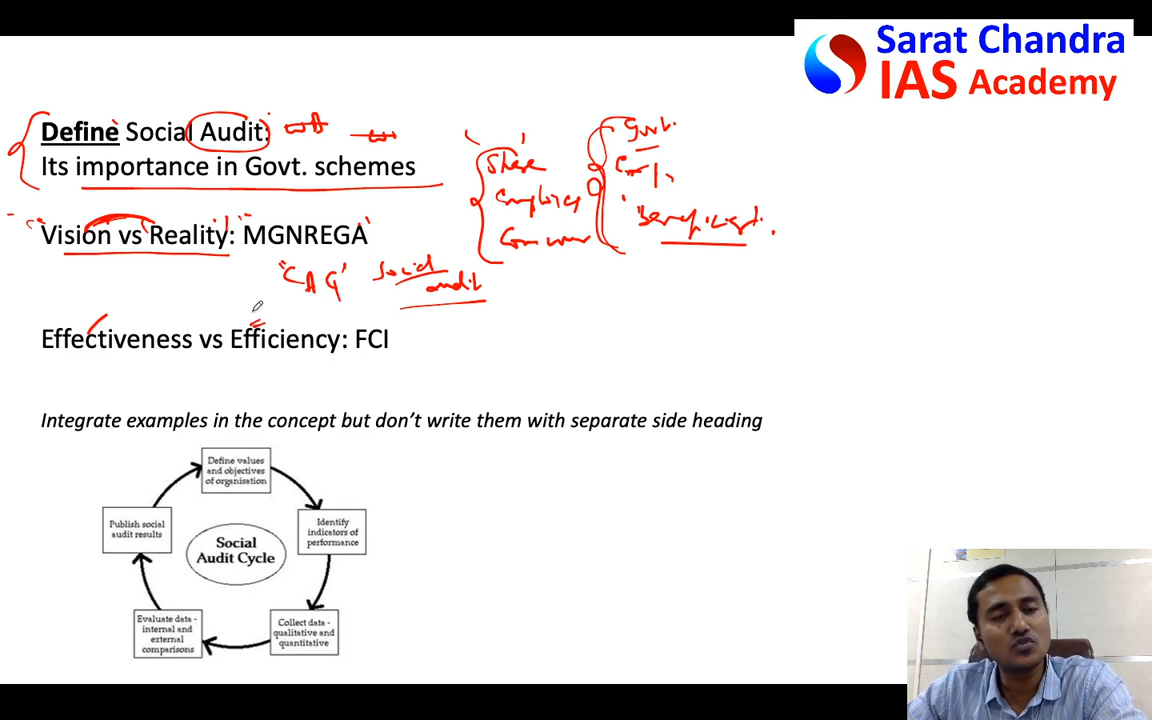 Sarat Chandra
IAS Academy
Define Social Audit:
Its importance in Govt. schemes
Govt.
Share
Vision vs Reality: MGNREGA
"CAG" Social
audit
Effectiveness vs Efficiency: FCI
Integrate examples in the concept but don't write them with separate side heading
Define values
and objectives
of organisation
Identify
indicators of
performance
Collect data -
qualitative and
quantitative
Evaluate data -
internal and
external
comparisons
Publish social
audit results
Social
Audit Cycle